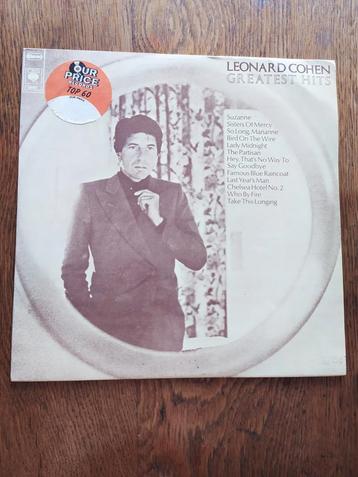 LEONARD COHEN
GREATEST HITS
OUR
PRICE
RECORDS
TOP 60
CBS
Suzanne
Sisters Of Mercy
So Long, Marianne
Bird On The Wire
Lady Midnight
The Partisan
Hey, That's No Way To
Say Goodbye
Famous Blue Raincoat
Last Year's Man
Chelsea Hotel No. 2
Who By Fire
Take This Longing